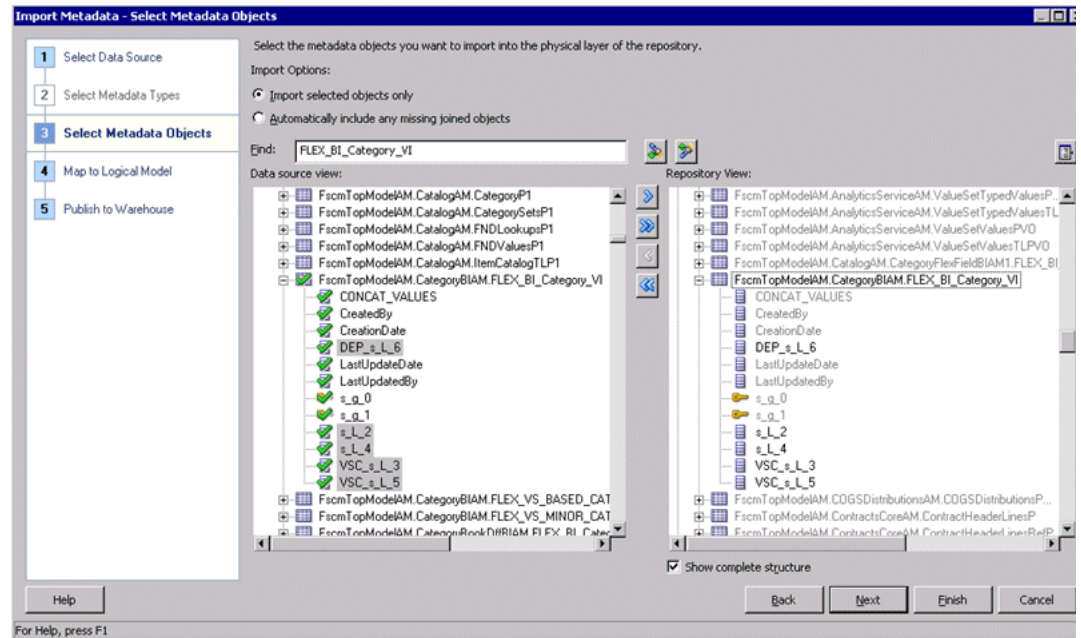 Import Metadata - Select Metadata Objects
1 Select Data Source
2 Select Metadata Types
3 Select Metadata Objects
4 Map to Logical Model
5 Publish to Warehouse
Select the metadata objects you want to import into the physical layer of the repository.
Import Options:
Import selected objects only
Automatically include any missing joined objects
Find: FLEX_BI_Category_VI
Data source view:
FscmTopModelAM.CatalogAM.CategoryP1
FscmTopModelAM.CatalogAM.CategorySetsP1
FscmTopModelAM.CatalogAM.FNDLookupsP1
FscmTopModelAM.CatalogAM.FNDValuesP1
FscmTopModelAM.CatalogAM.ItemCatalogTLP1
FscmTopModelAM.CategoryBIAM.FLEX_BI_Category_VI
CONCAT_VALUES
CreatedBy
CreationDate
DEP_s_L_6
LastUpdateDate
LastUpdatedBy
s_g_0
s_g_1
s_L_2
s_L_4
VSC_s_L_3
VSC_s_L_5
FscmTopModelAM.CategoryBIAM.FLEX_VS_BASED_CAT
FscmTopModelAM.CategoryBIAM.FLEX_VS_MINOR_CAT
FscmTopModelAM.CategoryBookDffBIAM.FLEX_BI_Categ
Repository View:
FscmTopModelAM.AnalyticsServiceAM.ValueSetTypedValuesP...
FscmTopModelAM.AnalyticsServiceAM.ValueSetTypedValuesTL
FscmTopModelAM.AnalyticsServiceAM.ValueSetValuesPVO
FscmTopModelAM.AnalyticsServiceAM.ValueSetValuesTLPVO
FscmTopModelAM.CatalogAM.CategoryFlexFieldBIAM1.FLEX_BI
FscmTopModelAM.CategoryBIAM.FLEX_BI_Category_VI
CONCAT_VALUES
CreatedBy
CreationDate
DEP_s_L_6
LastUpdateDate
LastUpdatedBy
s_g_0
s_g_1
s_L_2
s_L_4
VSC_s_L_3
VSC_s_L_5
FscmTopModelAM.COGSDistributionsAM.COGSDistributionsP...
FscmTopModelAM.ContractsCoreAM.ContractHeaderLinesP
FscmTopModelAM.ContractsCoreAM.ContractHeaderLinesRefP
Show complete structure
Help
Back
Next
Finish
Cancel
For Help, press F1